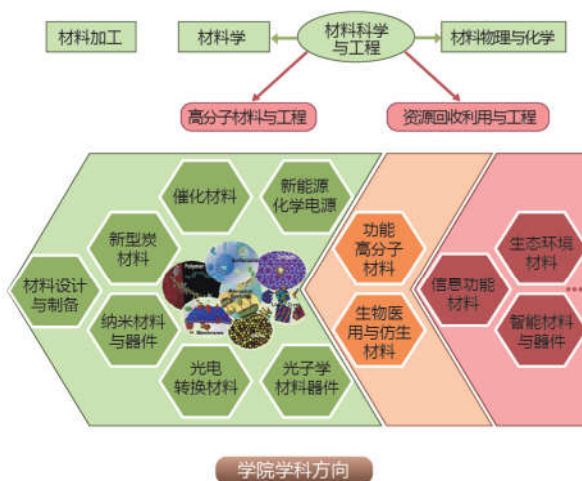 材料加工
材料学
材料科学
与工程
材料物理与化学
高分子材料与工程
资源回收利用与工程
催化材料
新能源
化学电源
新型炭
材料
功能
高分子
材料
生态环境
材料
材料设计
与制备
信息功能
材料
纳米材料
与器件
生物医
用与仿生
材料
智能材料
与器件
光电
转换材料
光子学
材料器件
学院学科方向